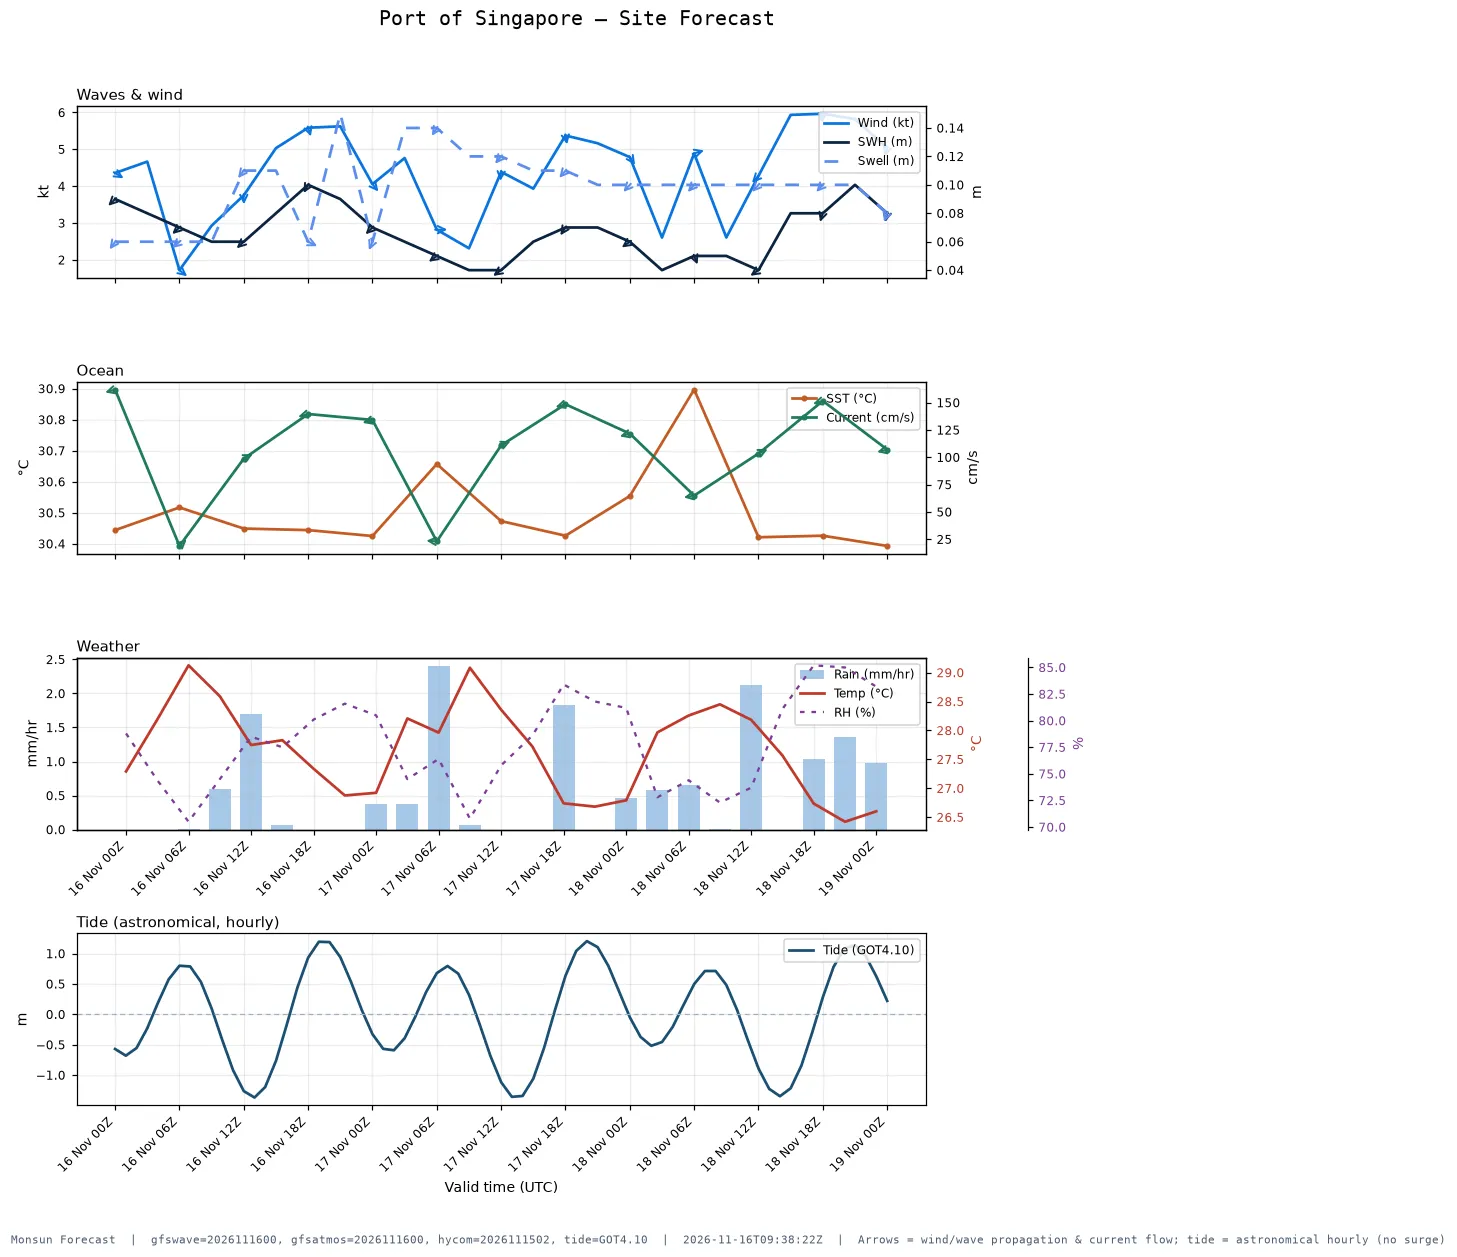 Port of Singapore — Site Forecast
Waves & wind
6
5
4
3
2
kt
Wind (kt)
SWH (m)
Swell (m)
0.14
0.12
0.10
0.08
0.06
0.04
m
Ocean
30.9
30.8
30.7
30.6
30.5
30.4
°C
SST (°C)
Current (cm/s)
150
125
100
75
50
25
cm/s
Weather
2.5
2.0
1.5
1.0
0.5
0.0
mm/hr
Rain (mm/hr)
Temp (°C)
RH (%)
29.0
28.5
28.0
27.5
27.0
26.5
°C
85.0
82.5
80.0
77.5
75.0
72.5
70.0
%
16 Nov 00Z
16 Nov 06Z
16 Nov 12Z
16 Nov 18Z
17 Nov 00Z
17 Nov 06Z
17 Nov 12Z
17 Nov 18Z
18 Nov 00Z
18 Nov 06Z
18 Nov 12Z
18 Nov 18Z
19 Nov 00Z
Tide (astronomical, hourly)
1.0
0.5
0.0
−0.5
−1.0
m
Tide (GOT4.10)
16 Nov 00Z
16 Nov 06Z
16 Nov 12Z
16 Nov 18Z
17 Nov 00Z
17 Nov 06Z
17 Nov 12Z
17 Nov 18Z
18 Nov 00Z
18 Nov 06Z
18 Nov 12Z
18 Nov 18Z
19 Nov 00Z
Valid time (UTC)
Monsun Forecast | gfswave=2026111600, gfsatmos=2026111600, hycom=2026111502, tide=GOT4.10 | 2026-11-16T09:38:22Z | Arrows = wind/wave propagation & current flow; tide = astronomical hourly (no surge)